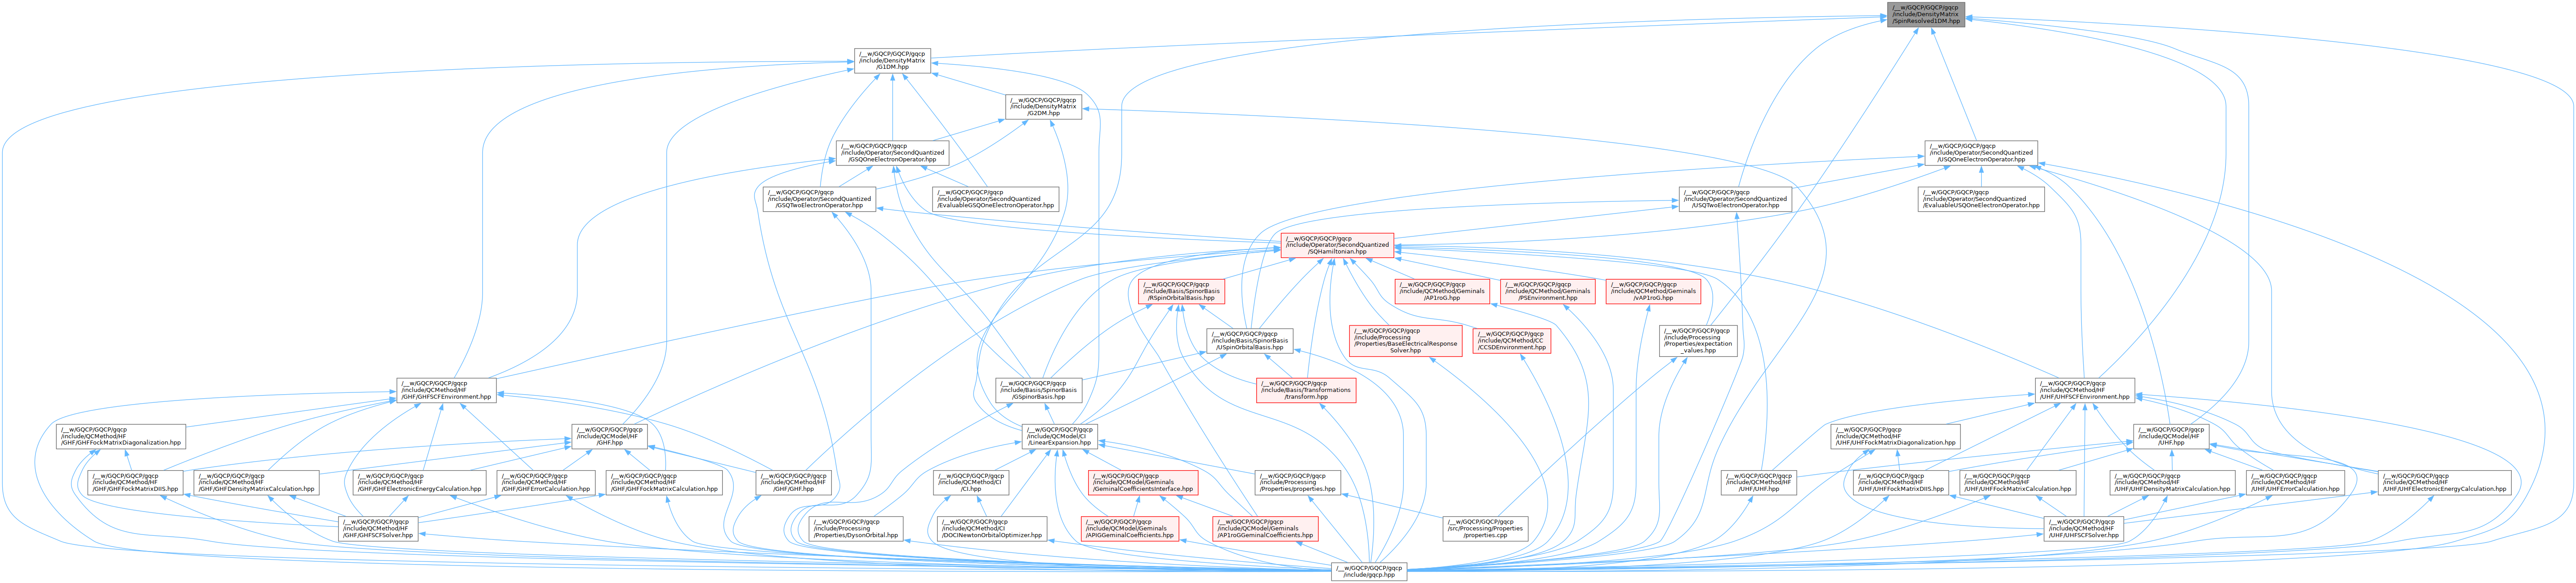 /__w/GQCP/GQCP/gqcp
/include/DensityMatrix
/SpinResolved1DM.hpp
/__w/GQCP/GQCP/gqcp
/include/DensityMatrix
/G1DM.hpp
/__w/GQCP/GQCP/gqcp
/include/DensityMatrix
/G2DM.hpp
/__w/GQCP/GQCP/gqcp
/include/Operator/SecondQuantized
/GSQOneElectronOperator.hpp
/__w/GQCP/GQCP/gqcp
/include/Operator/SecondQuantized
/USQOneElectronOperator.hpp
/__w/GQCP/GQCP/gqcp
/include/Operator/SecondQuantized
/GSQTwoElectronOperator.hpp
/__w/GQCP/GQCP/gqcp
/include/Operator/SecondQuantized
/EvaluableGSQOneElectronOperator.hpp
/__w/GQCP/GQCP/gqcp
/include/Operator/SecondQuantized
/USQTwoElectronOperator.hpp
/__w/GQCP/GQCP/gqcp
/include/Operator/SecondQuantized
/EvaluableUSQOneElectronOperator.hpp
/__w/GQCP/GQCP/gqcp
/include/Operator/SecondQuantized
/SQHamiltonian.hpp
/__w/GQCP/GQCP/gqcp
/include/Basis/SpinorBasis
/RSpinOrbitalBasis.hpp
/__w/GQCP/GQCP/gqcp
/include/QCMethod/Geminals
/AP1roG.hpp
/__w/GQCP/GQCP/gqcp
/include/QCMethod/Geminals
/PSEnvironment.hpp
/__w/GQCP/GQCP/gqcp
/include/QCMethod/Geminals
/vAP1roG.hpp
/__w/GQCP/GQCP/gqcp
/include/Basis/SpinorBasis
/USpinOrbitalBasis.hpp
/__w/GQCP/GQCP/gqcp
/include/Processing
/Properties/BaseElectricalResponse
Solver.hpp
/__w/GQCP/GQCP/gqcp
/include/QCMethod/CC
/CCSDEnvironment.hpp
/__w/GQCP/GQCP/gqcp
/include/Processing
/Properties/expectation
_values.hpp
/__w/GQCP/GQCP/gqcp
/include/QCMethod/HF
/GHF/GHFSCFEnvironment.hpp
/__w/GQCP/GQCP/gqcp
/include/Basis/SpinorBasis
/GSpinorBasis.hpp
/__w/GQCP/GQCP/gqcp
/include/Basis/Transformations
/transform.hpp
/__w/GQCP/GQCP/gqcp
/include/QCMethod/HF
/UHF/UHFSCFEnvironment.hpp
/__w/GQCP/GQCP/gqcp
/include/QCMethod/HF
/GHF/GHFFockMatrixDiagonalization.hpp
/__w/GQCP/GQCP/gqcp
/include/QCModel/HF
/GHF.hpp
/__w/GQCP/GQCP/gqcp
/include/QCModel/CI
/LinearExpansion.hpp
/__w/GQCP/GQCP/gqcp
/include/QCMethod/HF
/UHF/UHFFockMatrixDiagonalization.hpp
/__w/GQCP/GQCP/gqcp
/include/QCModel/HF
/UHF.hpp
/__w/GQCP/GQCP/gqcp
/include/QCMethod/HF
/GHF/GHFFockMatrixDIIS.hpp
/__w/GQCP/GQCP/gqcp
/include/QCMethod/HF
/GHF/GHFDensityMatrixCalculation.hpp
/__w/GQCP/GQCP/gqcp
/include/QCMethod/HF
/GHF/GHFElectronicEnergyCalculation.hpp
/__w/GQCP/GQCP/gqcp
/include/QCMethod/HF
/GHF/GHFErrorCalculation.hpp
/__w/GQCP/GQCP/gqcp
/include/QCMethod/HF
/GHF/GHFFockMatrixCalculation.hpp
/__w/GQCP/GQCP/gqcp
/include/QCMethod/HF
/GHF/GHF.hpp
/__w/GQCP/GQCP/gqcp
/include/QCMethod/CI
/CI.hpp
/__w/GQCP/GQCP/gqcp
/include/QCModel/Geminals
/GeminalCoefficientsInterface.hpp
/__w/GQCP/GQCP/gqcp
/include/Processing
/Properties/properties.hpp
/__w/GQCP/GQCP/gqcp
/include/QCMethod/HF
/UHF/UHF.hpp
/__w/GQCP/GQCP/gqcp
/include/QCMethod/HF
/UHF/UHFFockMatrixDIIS.hpp
/__w/GQCP/GQCP/gqcp
/include/QCMethod/HF
/UHF/UHFFockMatrixCalculation.hpp
/__w/GQCP/GQCP/gqcp
/include/QCMethod/HF
/UHF/UHFDensityMatrixCalculation.hpp
/__w/GQCP/GQCP/gqcp
/include/QCMethod/HF
/UHF/UHFErrorCalculation.hpp
/__w/GQCP/GQCP/gqcp
/include/QCMethod/HF
/UHF/UHFElectronicEnergyCalculation.hpp
/__w/GQCP/GQCP/gqcp
/include/QCMethod/HF
/GHF/GHFSCFSolver.hpp
/__w/GQCP/GQCP/gqcp
/include/Processing
/Properties/DysonOrbital.hpp
/__w/GQCP/GQCP/gqcp
/include/QCMethod/CI
/DOCINewtonOrbitalOptimizer.hpp
/__w/GQCP/GQCP/gqcp
/include/QCModel/Geminals
/APIGGeminalCoefficients.hpp
/__w/GQCP/GQCP/gqcp
/include/QCModel/Geminals
/AP1roGGeminalCoefficients.hpp
/__w/GQCP/GQCP/gqcp
/src/Processing/Properties
/properties.cpp
/__w/GQCP/GQCP/gqcp
/include/QCMethod/HF
/UHF/UHFSCFSolver.hpp
/__w/GQCP/GQCP/gqcp
/include/gqcp.hpp